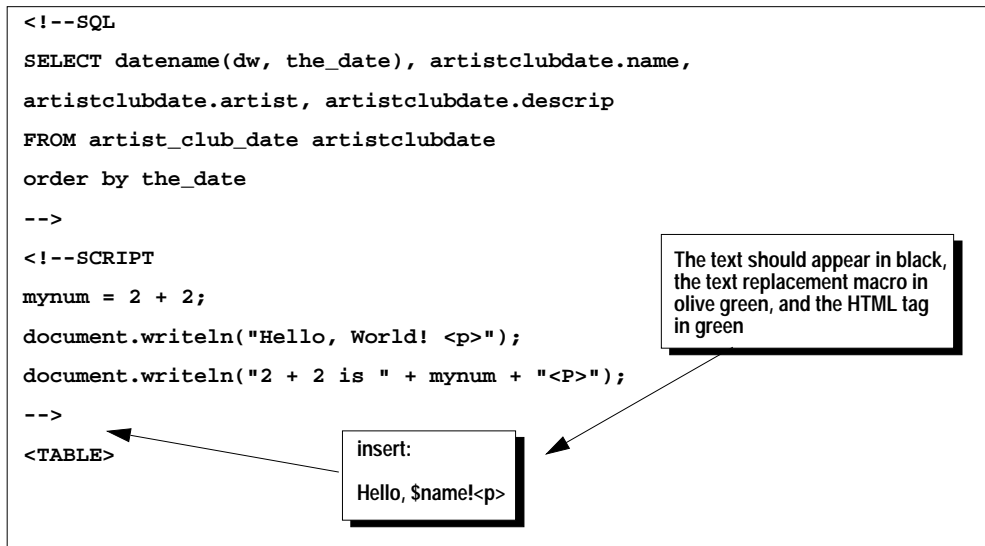 <!--SQL
SELECT datename(dw, the_date), artistclubdate.name,
artistclubdate.artist, artistclubdate.descrip
FROM artist_club_date artistclubdate
order by the_date
-->
<!--SCRIPT
mynum = 2 + 2;
document.writeln("Hello, World! <p>");
document.writeln("2 + 2 is " + mynum + "<P>");
-->
<TABLE>
The text should appear in black,
the text replacement macro in
olive green, and the HTML tag
in green
insert:
Hello, $name!<p>